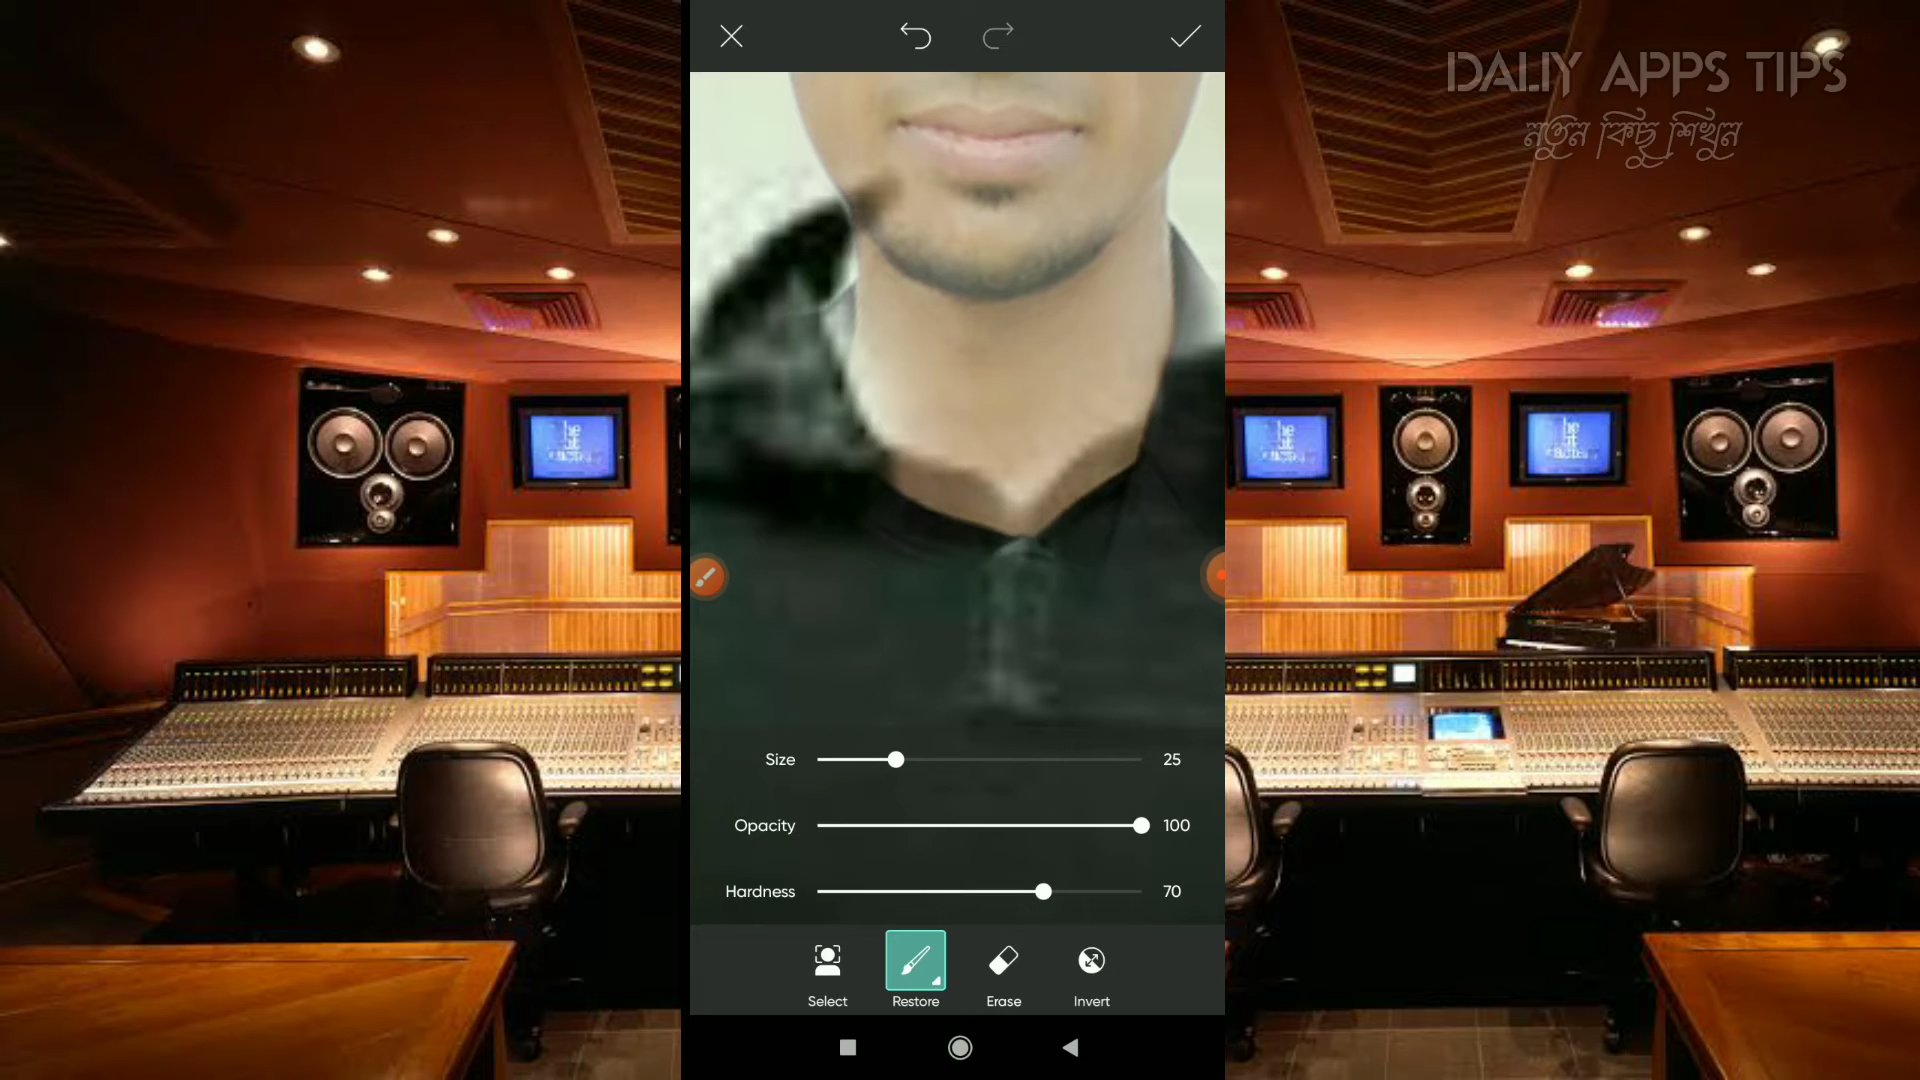 DALIY APPS TIPS
নতুন কিছু শিখুন
Size 25
Opacity 100
Hardness 70
Select Restore Erase Invert